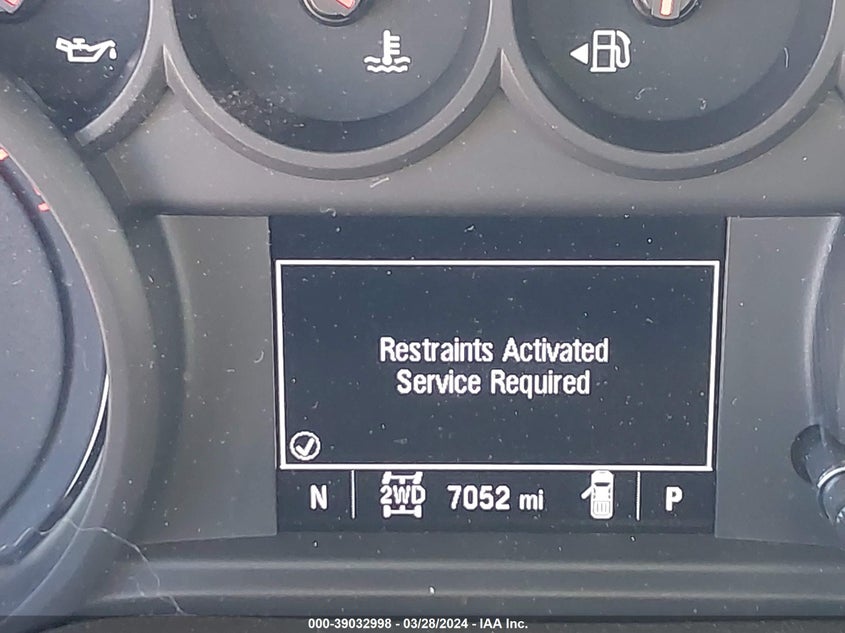 Restraints Activated
Service Required
N 2WD 7052 mi P
000-39032998 - 03/28/2024 - IAA Inc.